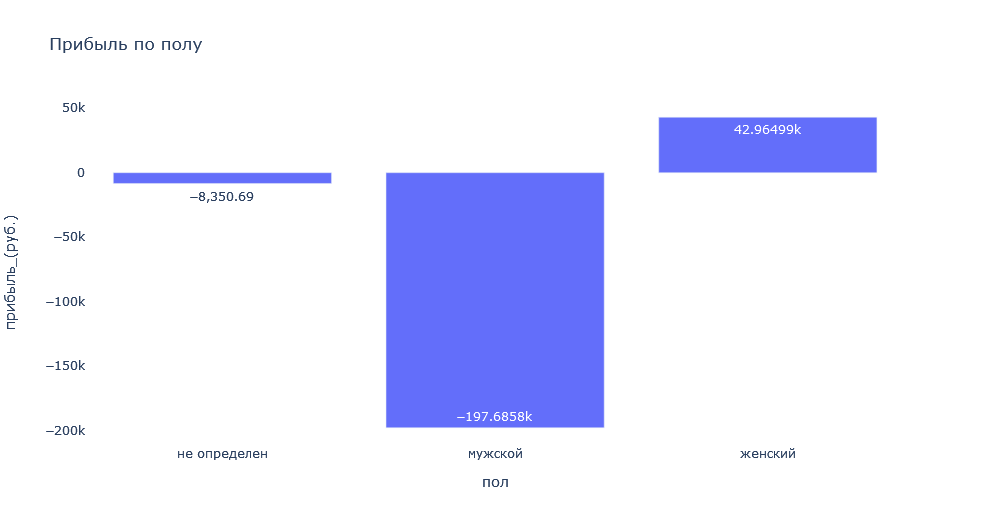 Прибыль по полу
50k
0
−50k
−100k
−150k
−200k
прибыль_(руб.)
−8,350.69
−197.6858k
42.96499k
не определен
мужской
женский
пол